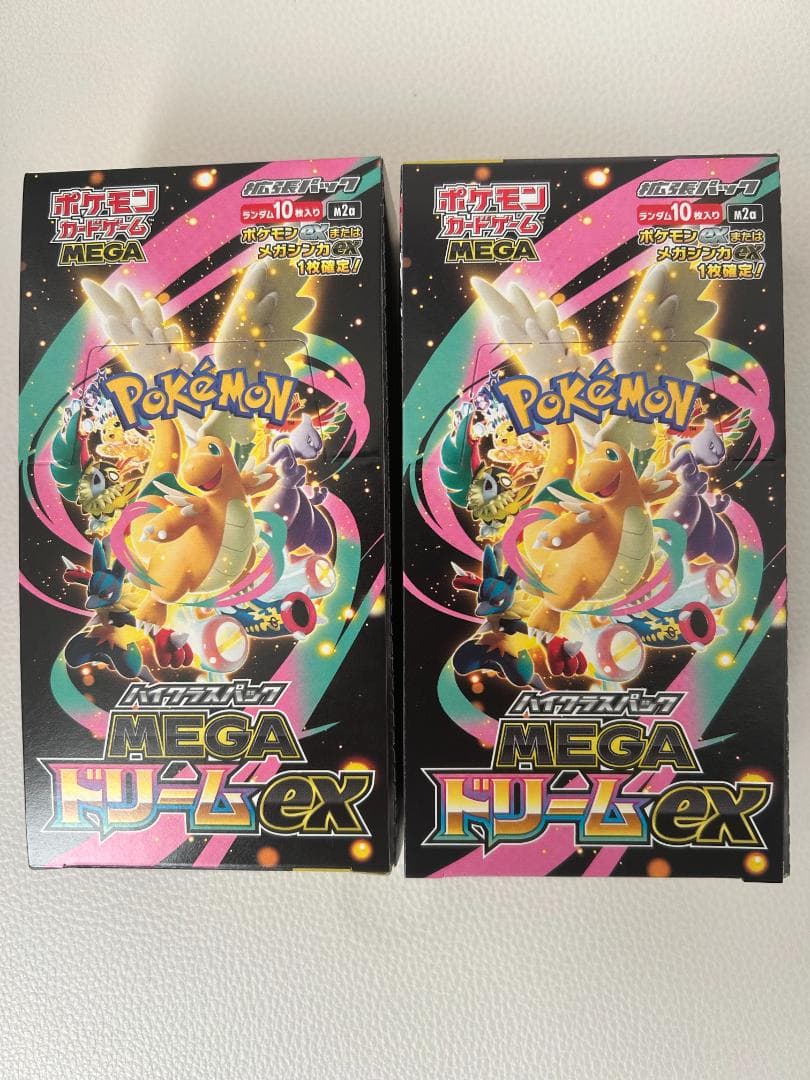 拡張パック
ポケモン
カードゲーム
MEGA
ランダム10枚入り M2a
ポケモンexまたは
メガシンカex
1枚確定!
POKÉMON
ハイクラスパック
MEGA
ドリームex
拡張パック
ポケモン
カードゲーム
MEGA
ランダム10枚入り M2a
ポケモンexまたは
メガシンカex
1枚確定!
POKÉMON
ハイクラスパック
MEGA
ドリームex